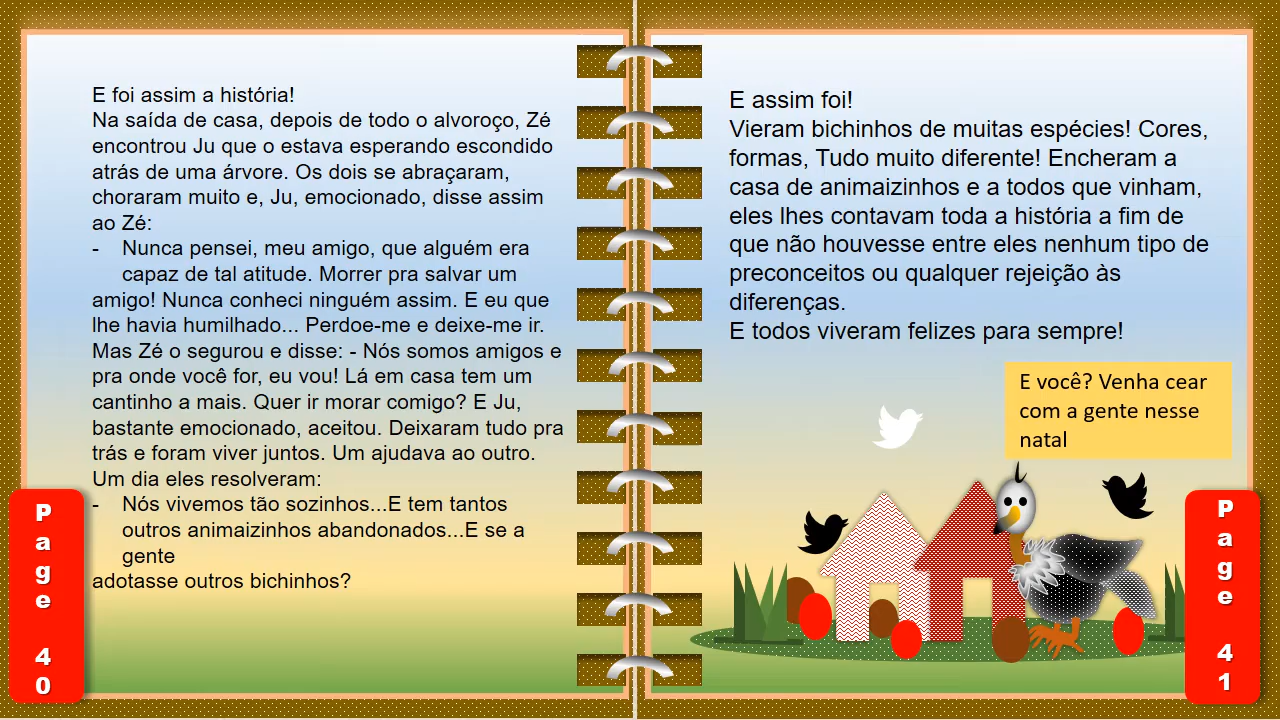 E foi assim a história!
Na saída de casa, depois de todo o alvoroço, Zé
encontrou Ju que o estava esperando escondido
atrás de uma árvore. Os dois se abraçaram,
choraram muito e, Ju, emocionado, disse assim
ao Zé:
- Nunca pensei, meu amigo, que alguém era
capaz de tal atitude. Morrer pra salvar um
amigo! Nunca conheci ninguém assim. E eu que
lhe havia humilhado... Perdoe-me e deixe-me ir.
Mas Zé o segurou e disse: - Nós somos amigos e
pra onde você for, eu vou! Lá em casa tem um
cantinho a mais. Quer ir morar comigo? E Ju,
bastante emocionado, aceitou. Deixaram tudo pra
trás e foram viver juntos. Um ajudava ao outro.
Um dia eles resolveram:
- Nós vivemos tão sozinhos...E tem tantos
outros animaizinhos abandonados...E se a
gente
adotasse outros bichinhos?
Page 40
E assim foi!
Vieram bichinhos de muitas espécies! Cores,
formas, Tudo muito diferente! Encheram a
casa de animaizinhos e a todos que vinham,
eles lhes contavam toda a história a fim de
que não houvesse entre eles nenhum tipo de
preconceitos ou qualquer rejeição às
diferenças.
E todos viveram felizes para sempre!
E você? Venha cear
com a gente nesse
natal
Page 41